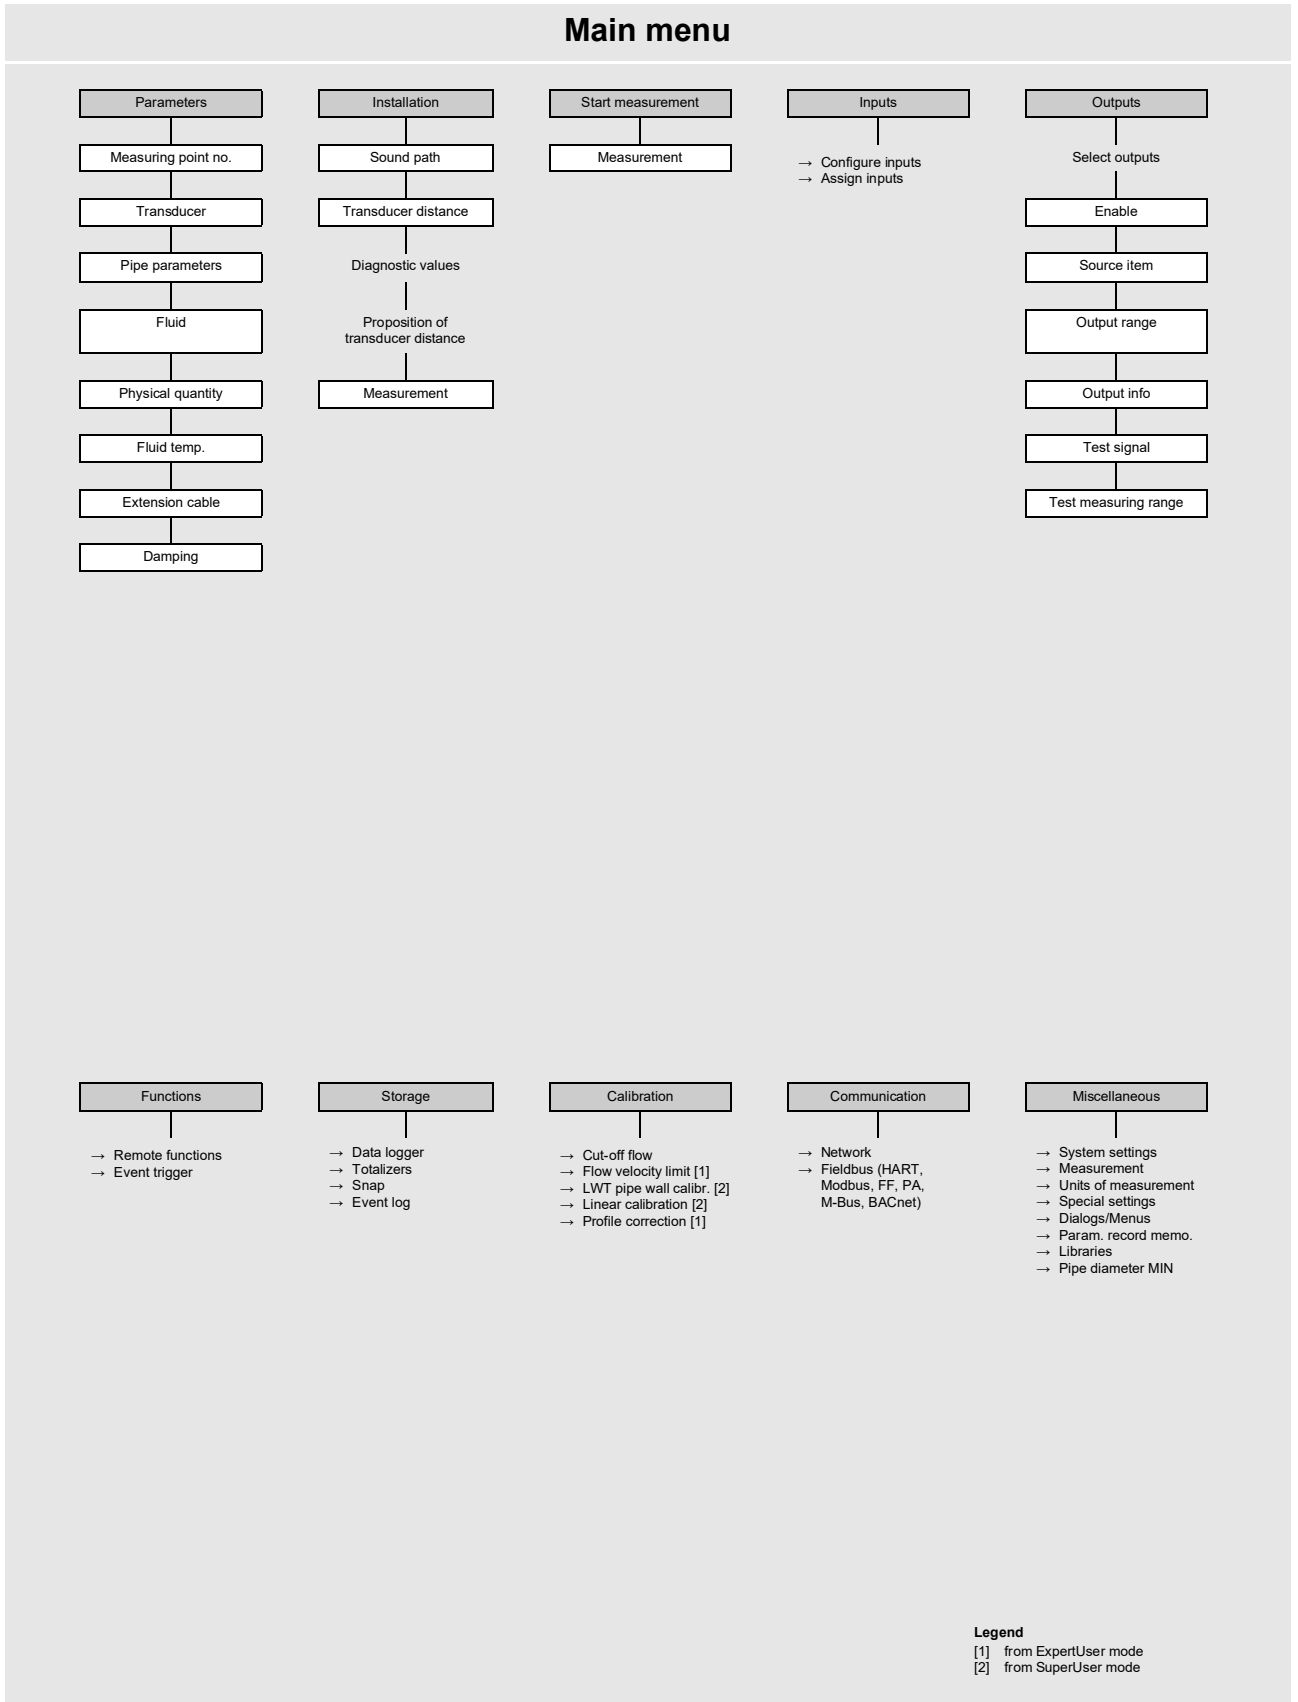 Main menu
Parameters
Measuring point no.
Transducer
Pipe parameters
Fluid
Physical quantity
Fluid temp.
Extension cable
Damping
Installation
Sound path
Transducer distance
Diagnostic values
Proposition of
transducer distance
Measurement
Start measurement
Measurement
Inputs
→ Configure inputs
→ Assign inputs
Outputs
Select outputs
Enable
Source item
Output range
Output info
Test signal
Test measuring range
Functions
→ Remote functions
→ Event trigger
Storage
→ Data logger
→ Totalizers
→ Snap
→ Event log
Calibration
→ Cut-off flow
→ Flow velocity limit [1]
→ LWT pipe wall calibr. [2]
→ Linear calibration [2]
→ Profile correction [1]
Communication
→ Network
→ Fieldbus (HART,
Modbus, FF, PA,
M-Bus, BACnet)
Miscellaneous
→ System settings
→ Measurement
→ Units of measurement
→ Special settings
→ Dialogs/Menus
→ Param. record memo.
→ Libraries
→ Pipe diameter MIN
Legend
[1] from ExpertUser mode
[2] from SuperUser mode